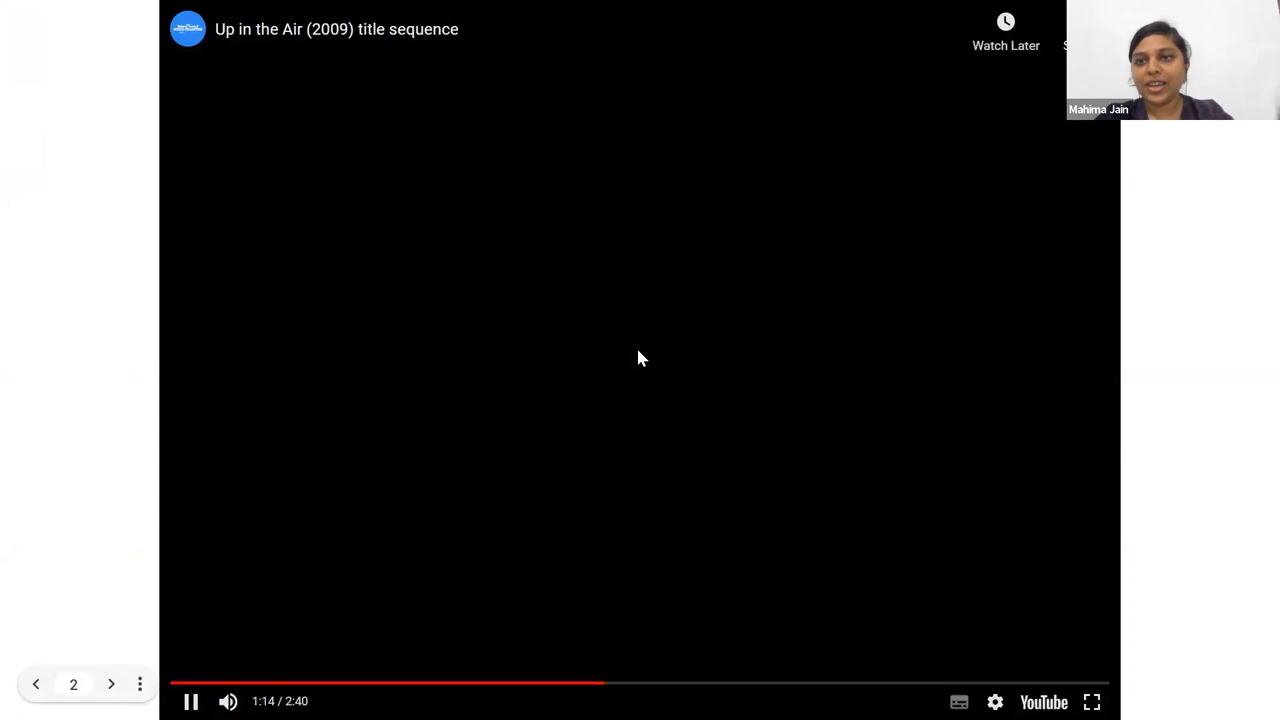 Up in the Air (2009) title sequence
Watch Later
Mahima Jain
2
1:14 / 2:40
YouTube